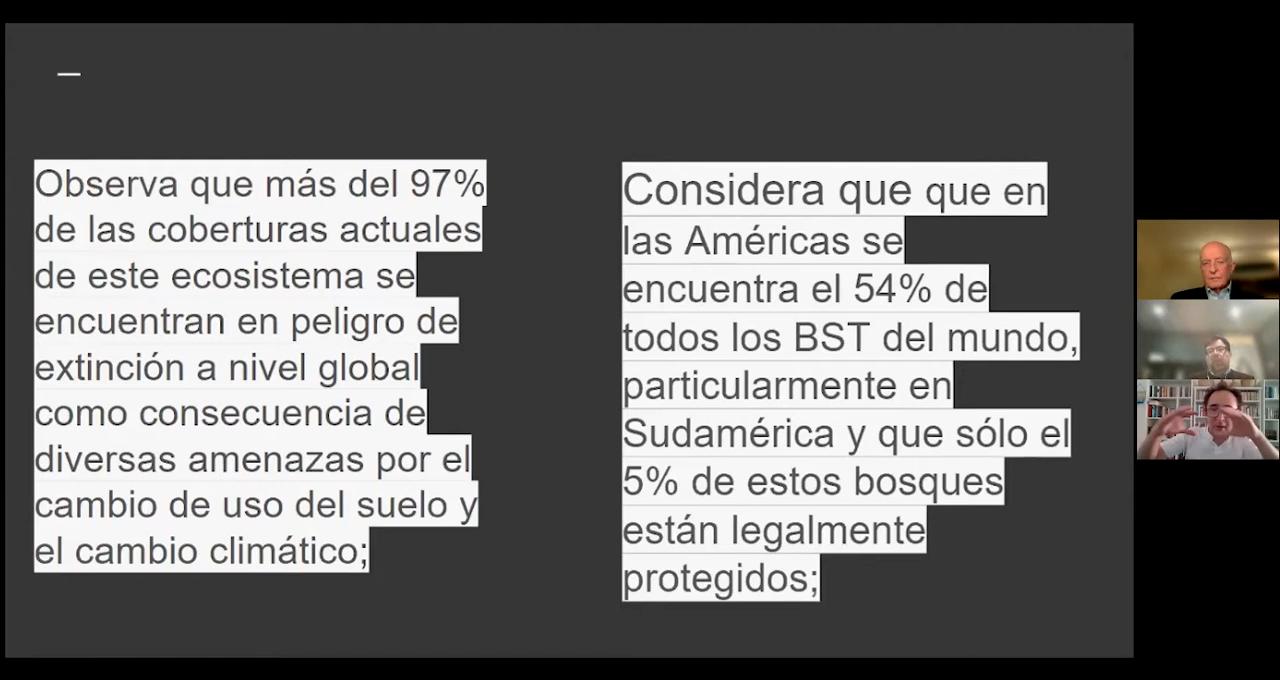 Observa que más del 97%
de las coberturas actuales
de este ecosistema se
encuentran en peligro de
extinción a nivel global
como consecuencia de
diversas amenazas por el
cambio de uso del suelo y
el cambio climático;
Considera que que en
las Américas se
encuentra el 54% de
todos los BST del mundo,
particularmente en
Sudamérica y que sólo el
5% de estos bosques
están legalmente
protegidos;